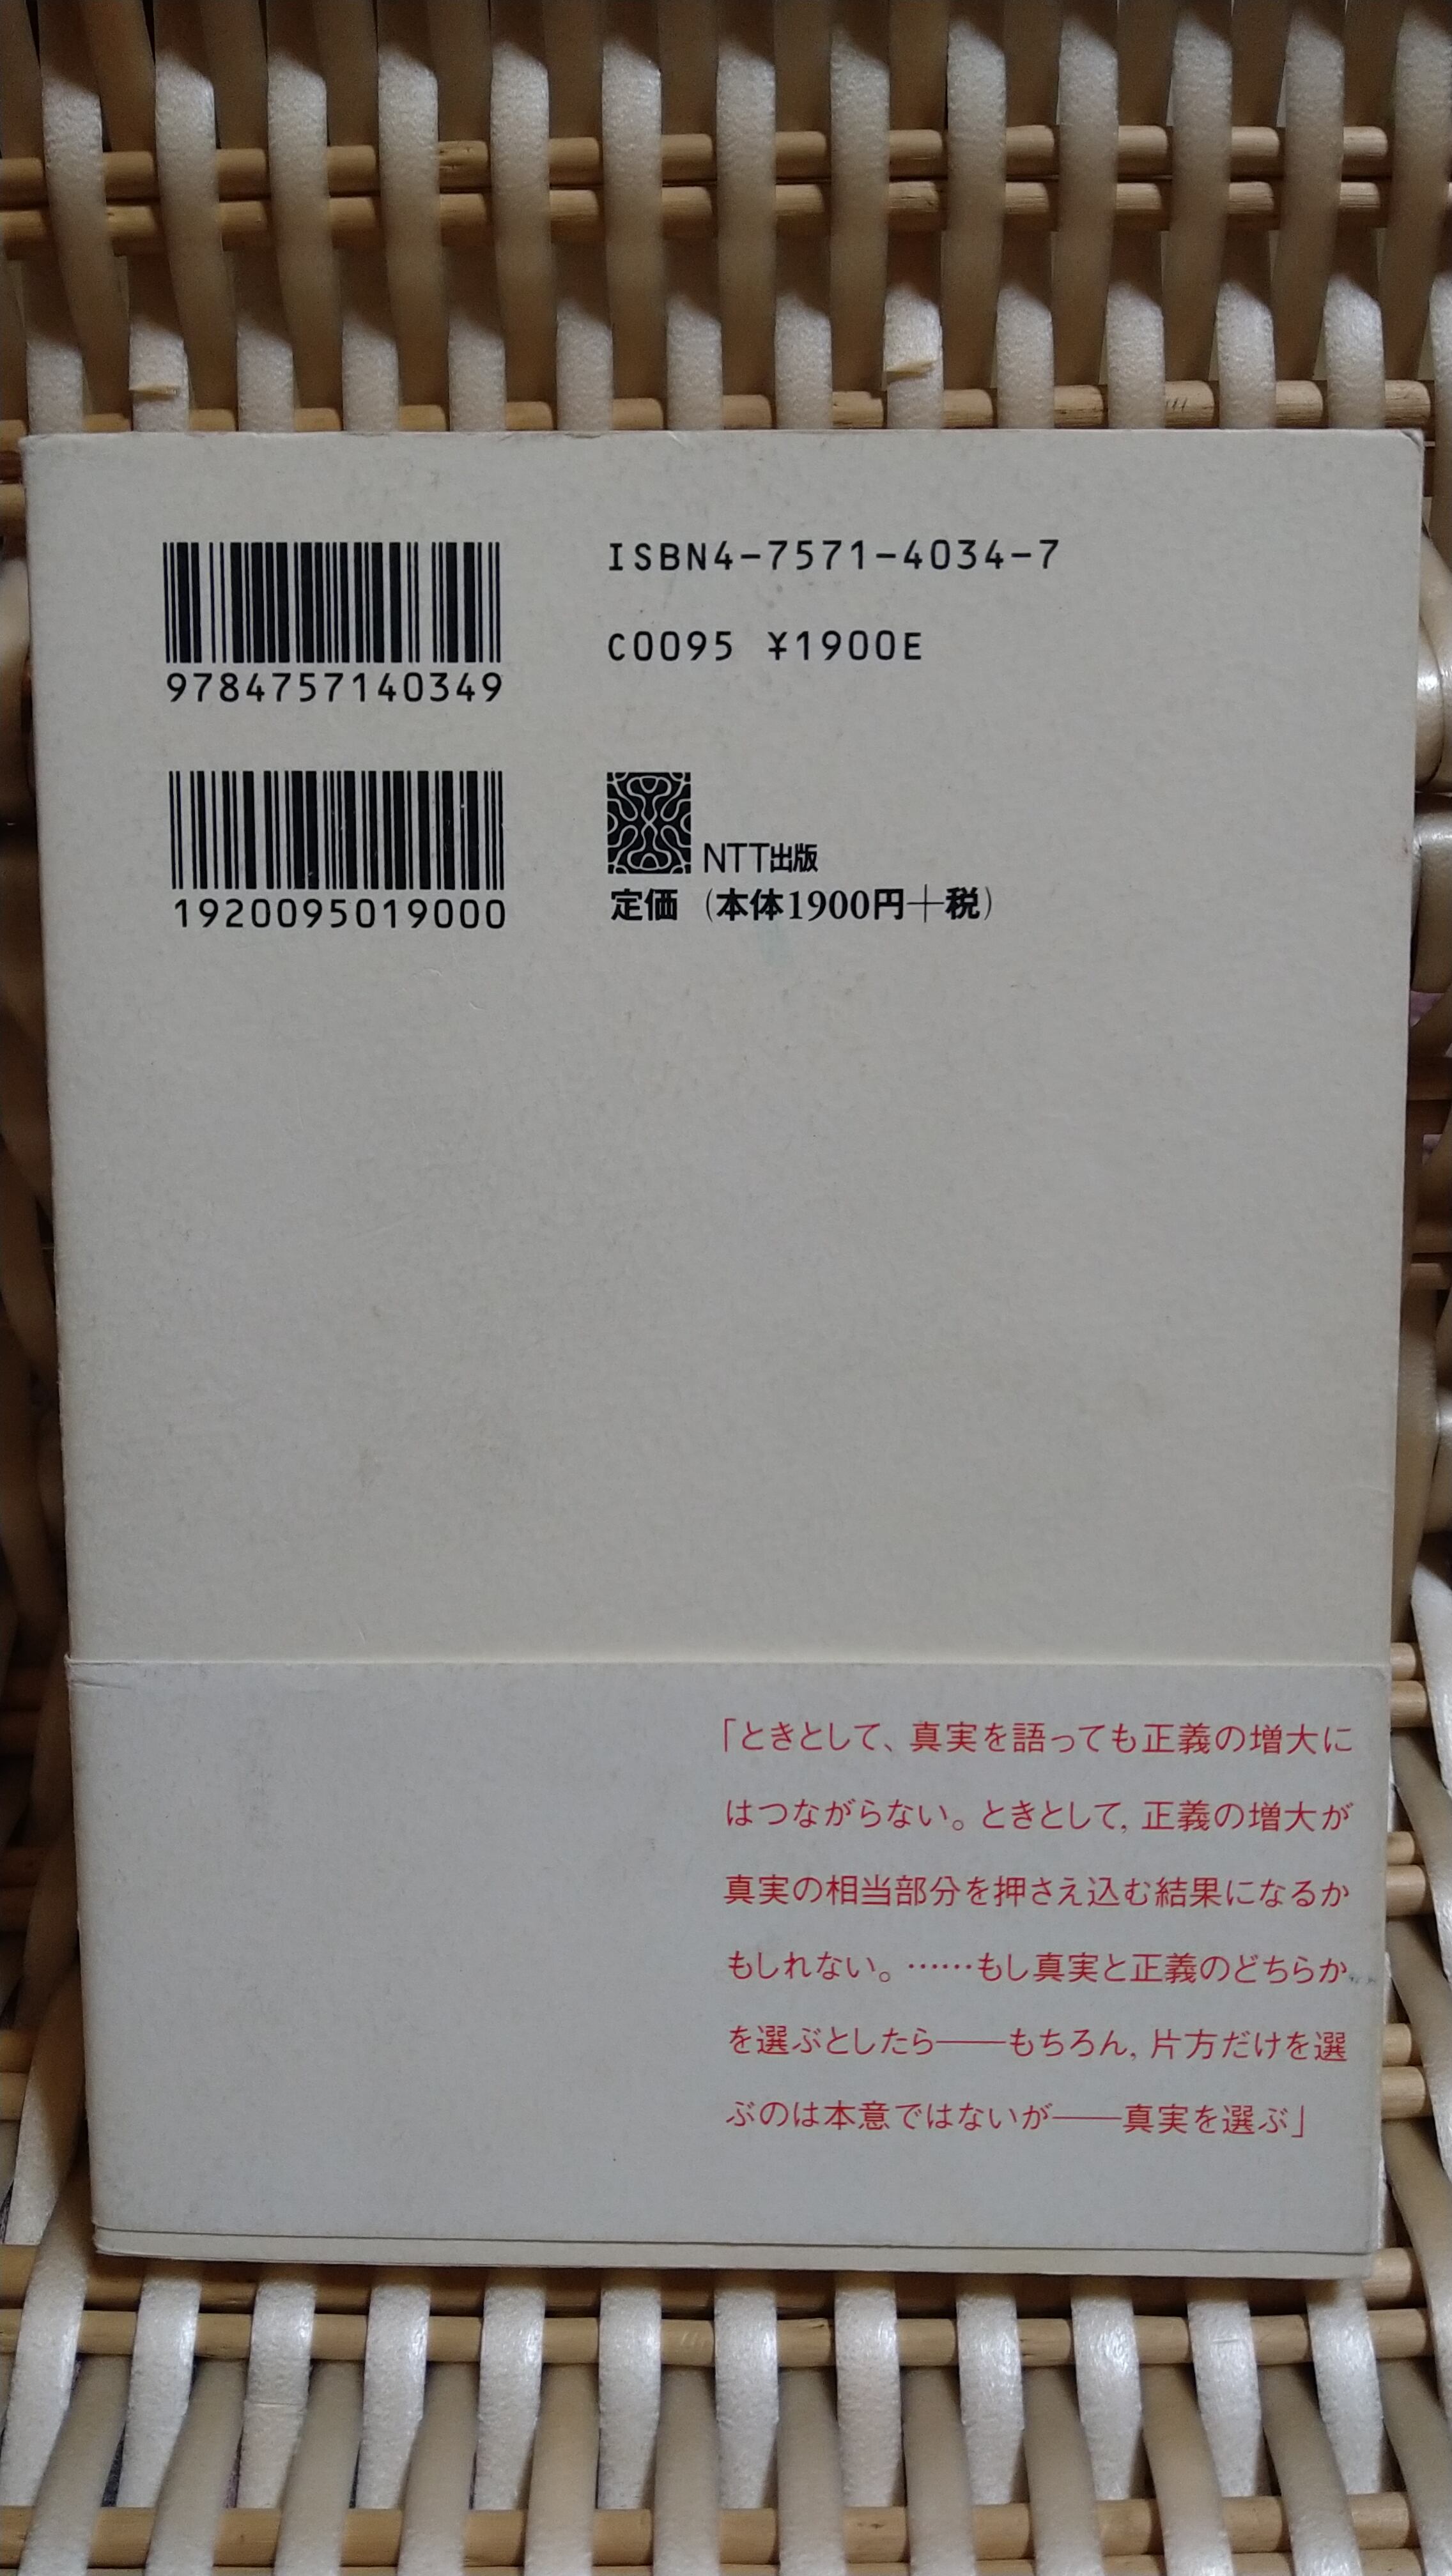 ISBN4-7571-4034-7
9784757140349
C0095 ¥1900E
1920095019000
NTT出版
定価 (本体1900円+税)
「ときとして、真実を語っても正義の増大に
はつながらない。ときとして,正義の増大が
真実の相当部分を押さえ込む結果になるか
もしれない。……もし真実と正義のどちらか
を選ぶとしたら――もちろん,片方だけを選
ぶのは本意ではないが――真実を選ぶ」